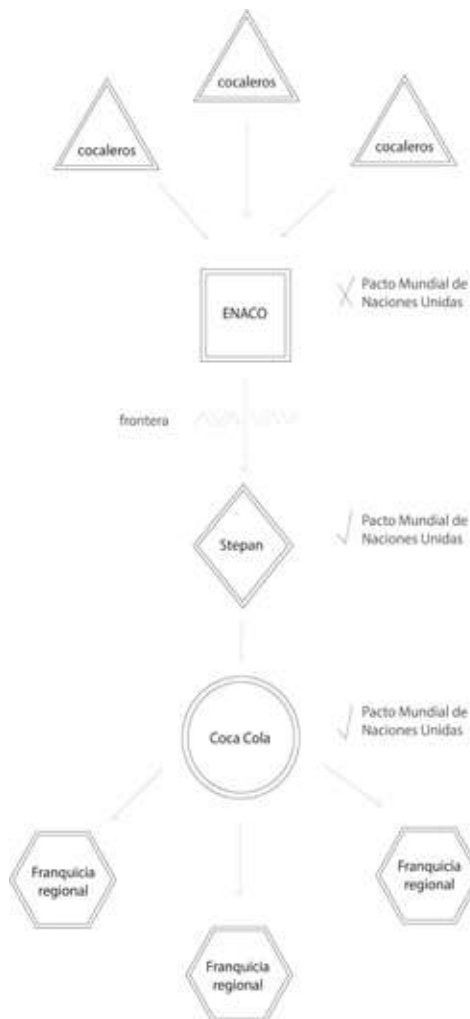 cocaleros
cocaleros
cocaleros
ENACO
Pacto Mundial de
Naciones Unidas
frontera
Stepan
Pacto Mundial de
Naciones Unidas
Coca Cola
Pacto Mundial de
Naciones Unidas
Franquicia
regional
Franquicia
regional
Franquicia
regional